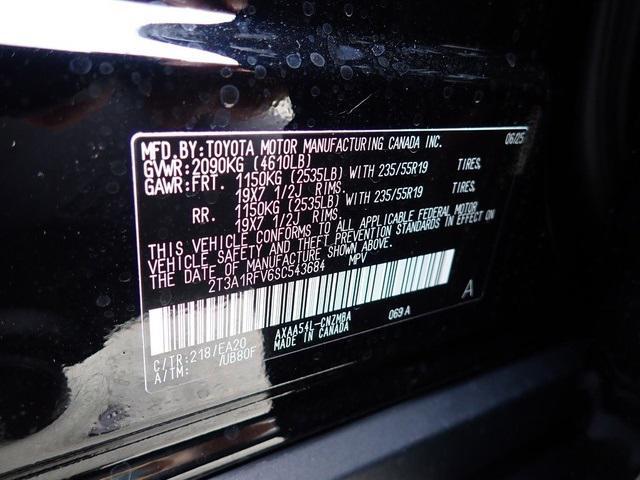 MFD.BY:TOYOTA MOTOR MANUFACTURING CANADA INC. 06/25
GVWR:2090KG (4610LB)
GAWR:FRT. 1150KG (2535LB) WITH 235/55R19 TIRES,
19X7 1/2J RIMS.
RR. 1150KG (2535LB) WITH 235/55R19 TIRES,
19X7 1/2J RIMS.
THIS VEHICLE CONFORMS TO ALL APPLICABLE FEDERAL MOTOR
VEHICLE SAFETY AND THEFT PREVENTION STANDARDS IN EFFECT ON
THE DATE OF MANUFACTURE SHOWN ABOVE.
2T3A1RFV6SC543684 MPV
A
C/TR:218/EA20 AXAA54L-CNZMBA 069 A
A/TM: /UB80F MADE IN CANADA